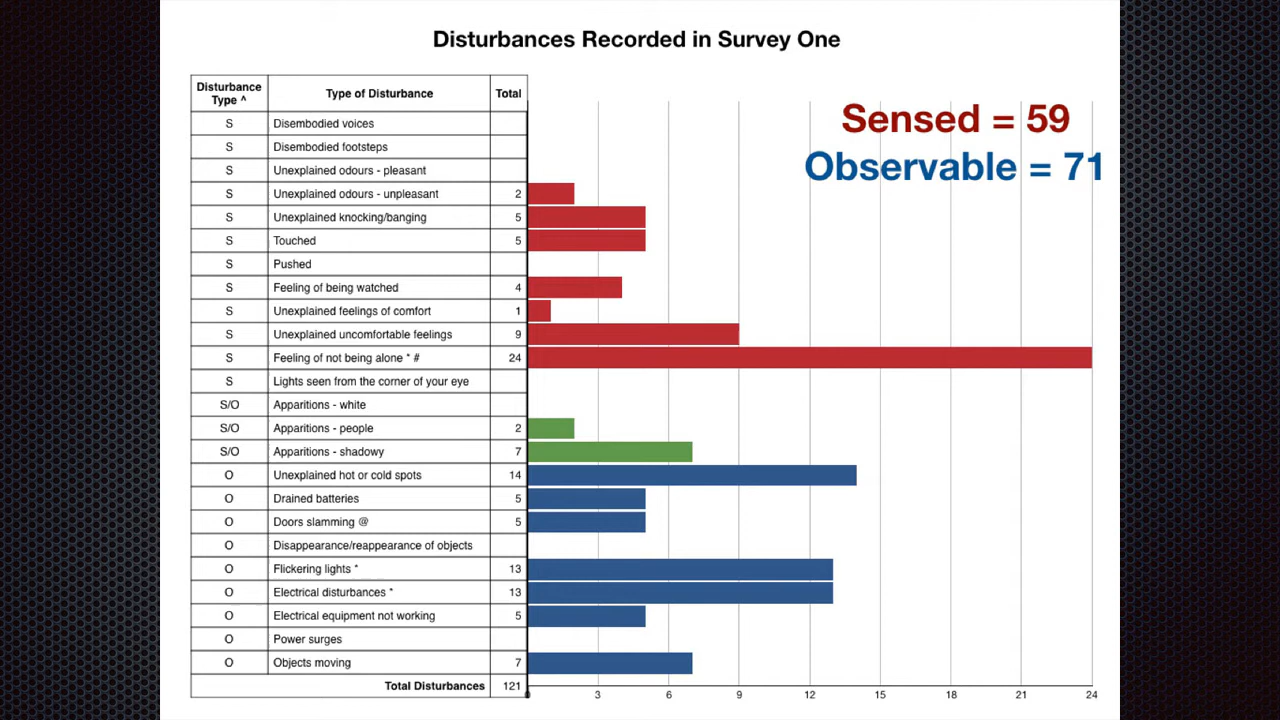 Disturbances Recorded in Survey One
Disturbance Type ^ Type of Disturbance Total
Sensed = 59
Observable = 71
S Disembodied voices
S Disembodied footsteps
S Unexplained odours - pleasant
S Unexplained odours - unpleasant 2
S Unexplained knocking/banging 5
S Touched 5
S Pushed
S Feeling of being watched 4
S Unexplained feelings of comfort 1
S Unexplained uncomfortable feelings 9
S Feeling of not being alone * # 24
S Lights seen from the corner of your eye
S/O Apparitions - white
S/O Apparitions - people 2
S/O Apparitions - shadowy 7
O Unexplained hot or cold spots 14
O Drained batteries 5
O Doors slamming @ 5
O Disappearance/reappearance of objects
O Flickering lights * 13
O Electrical disturbances * 13
O Electrical equipment not working 5
O Power surges
O Objects moving 7
Total Disturbances 121
0 3 6 9 12 15 18 21 24